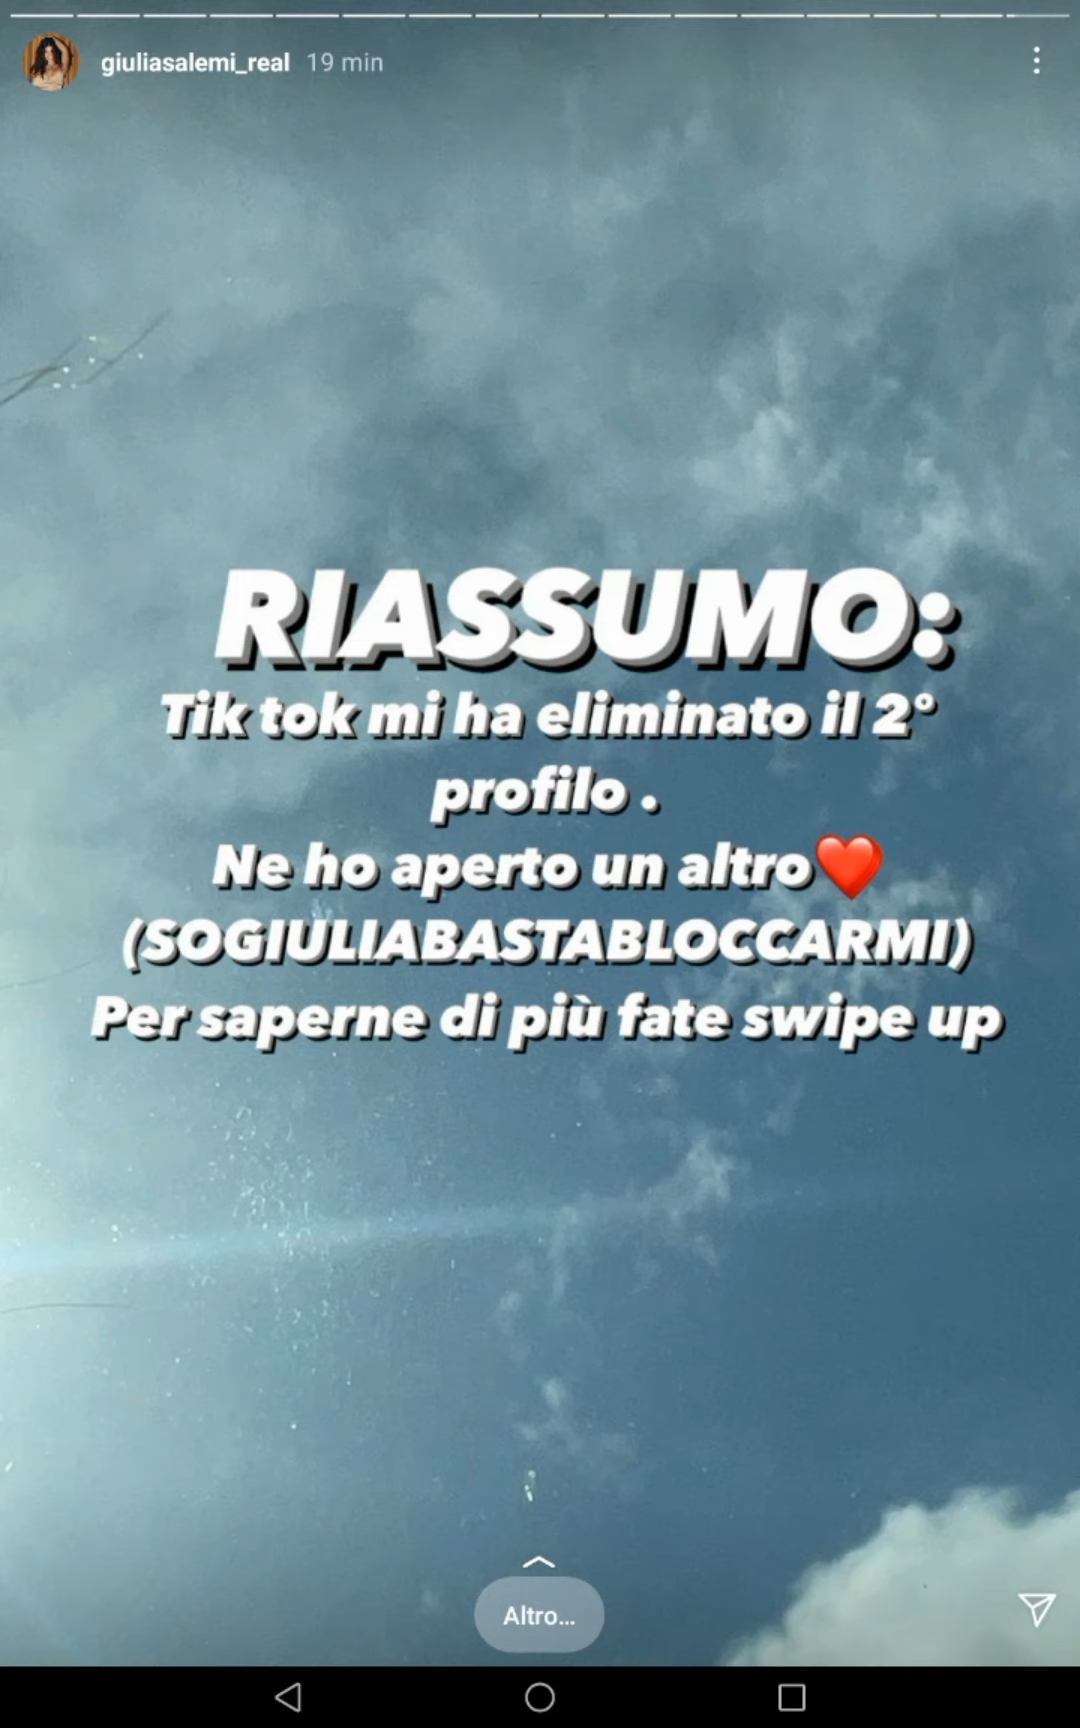 giuliasalemi_real 19 min
RIASSUMO:
Tik tok mi ha eliminato il 2°
profilo .
Ne ho aperto un altro❤️
(SOGIULIABASTABLOCCARMI)
Per saperne di più fate swipe up
Altro...